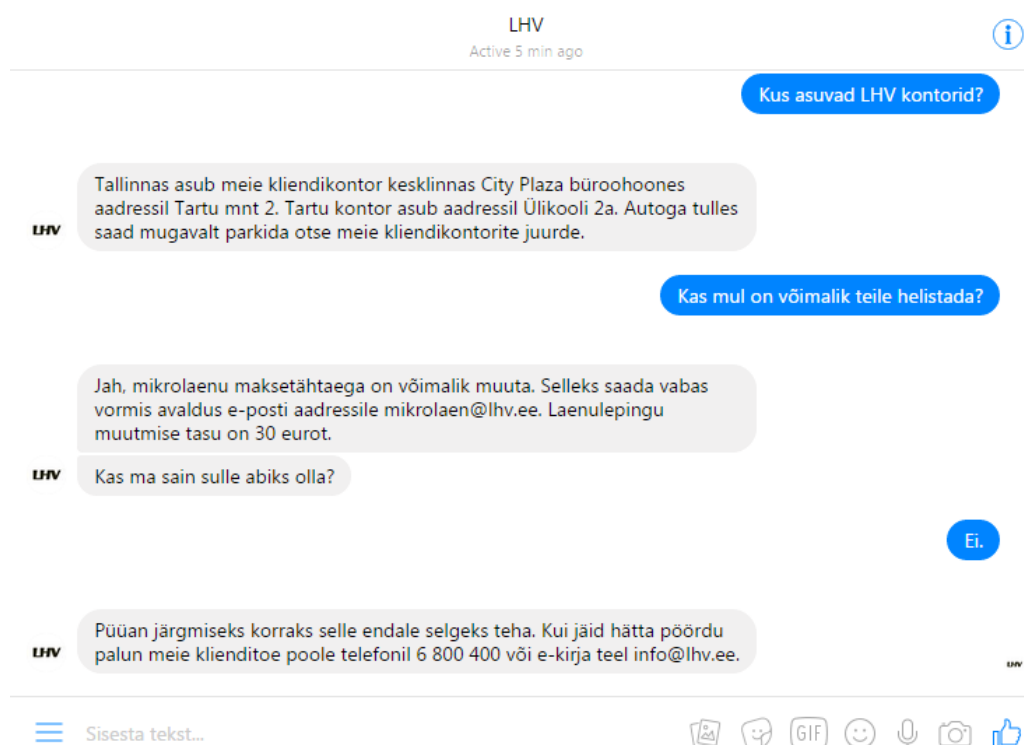 LHV
Active 5 min ago
Kus asuvad LHV kontorid?
Tallinnas asub meie kliendikontor kesklinnas City Plaza büroohoones
aadressil Tartu mnt 2. Tartu kontor asub aadressil Ülikooli 2a. Autoga tulles
saad mugavalt parkida otse meie kliendikontorite juurde.
LHV
Kas mul on võimalik teile helistada?
Jah, mikrolaenu maksetähtaega on võimalik muuta. Selleks saada vabas
vormis avaldus e-posti aadressile mikrolaen@lhv.ee. Laenulepingu
muutmise tasu on 30 eurot.
Kas ma sain sulle abiks olla?
LHV
Ei.
Püüan järgmiseks korraks selle endale selgeks teha. Kui jäid hätta pöördu
palun meie klienditoe poole telefonil 6 800 400 või e-kirja teel info@lhv.ee.
LHV
LHV
Sisesta tekst...
GIF